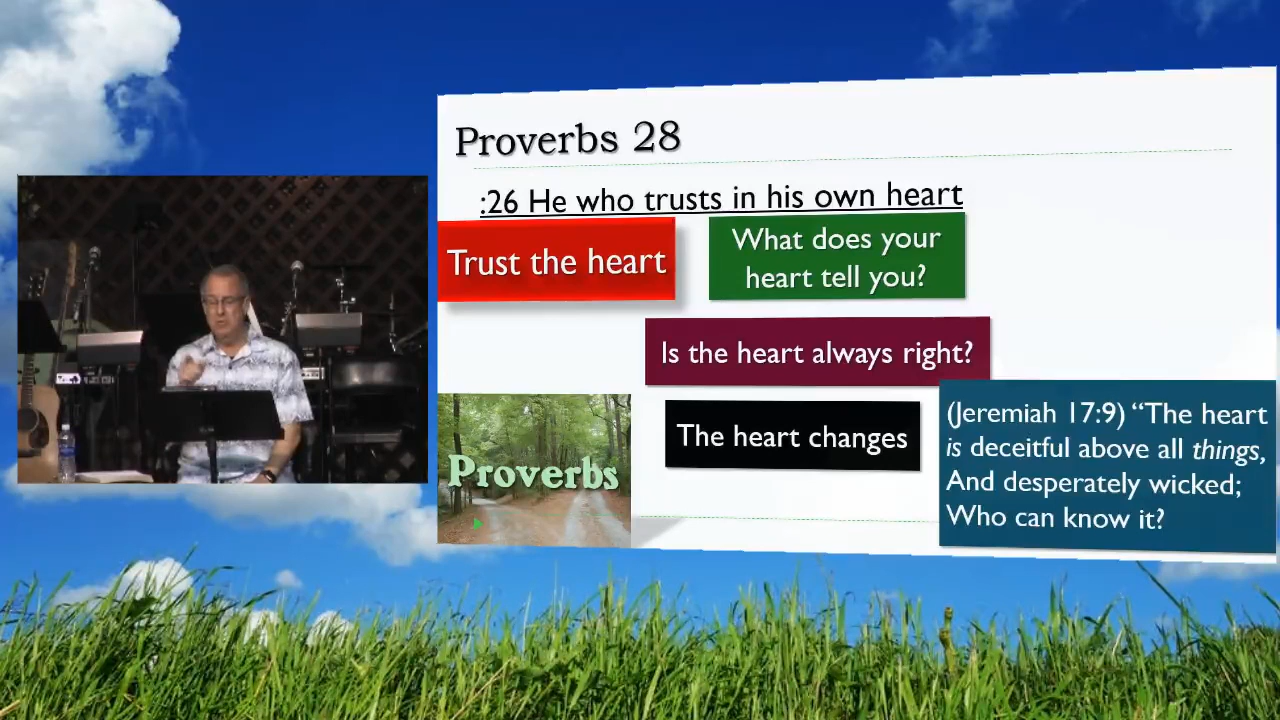 Proverbs 28
:26 He who trusts in his own heart
Trust the heart
What does your
heart tell you?
Is the heart always right?
The heart changes
(Jeremiah 17:9) “The heart
is deceitful above all things,
And desperately wicked;
Who can know it?
Proverbs